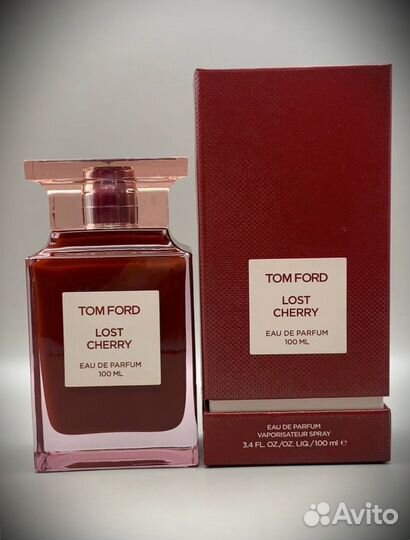 TOM FORD
LOST
CHERRY
EAU DE PARFUM
100 ML
TOM FORD
LOST
CHERRY
EAU DE PARFUM
100 ML
EAU DE PARFUM
VAPORISATEUR SPRAY
3.4 FL. OZ./OZ. LIQ./100 ml ℮
Avito